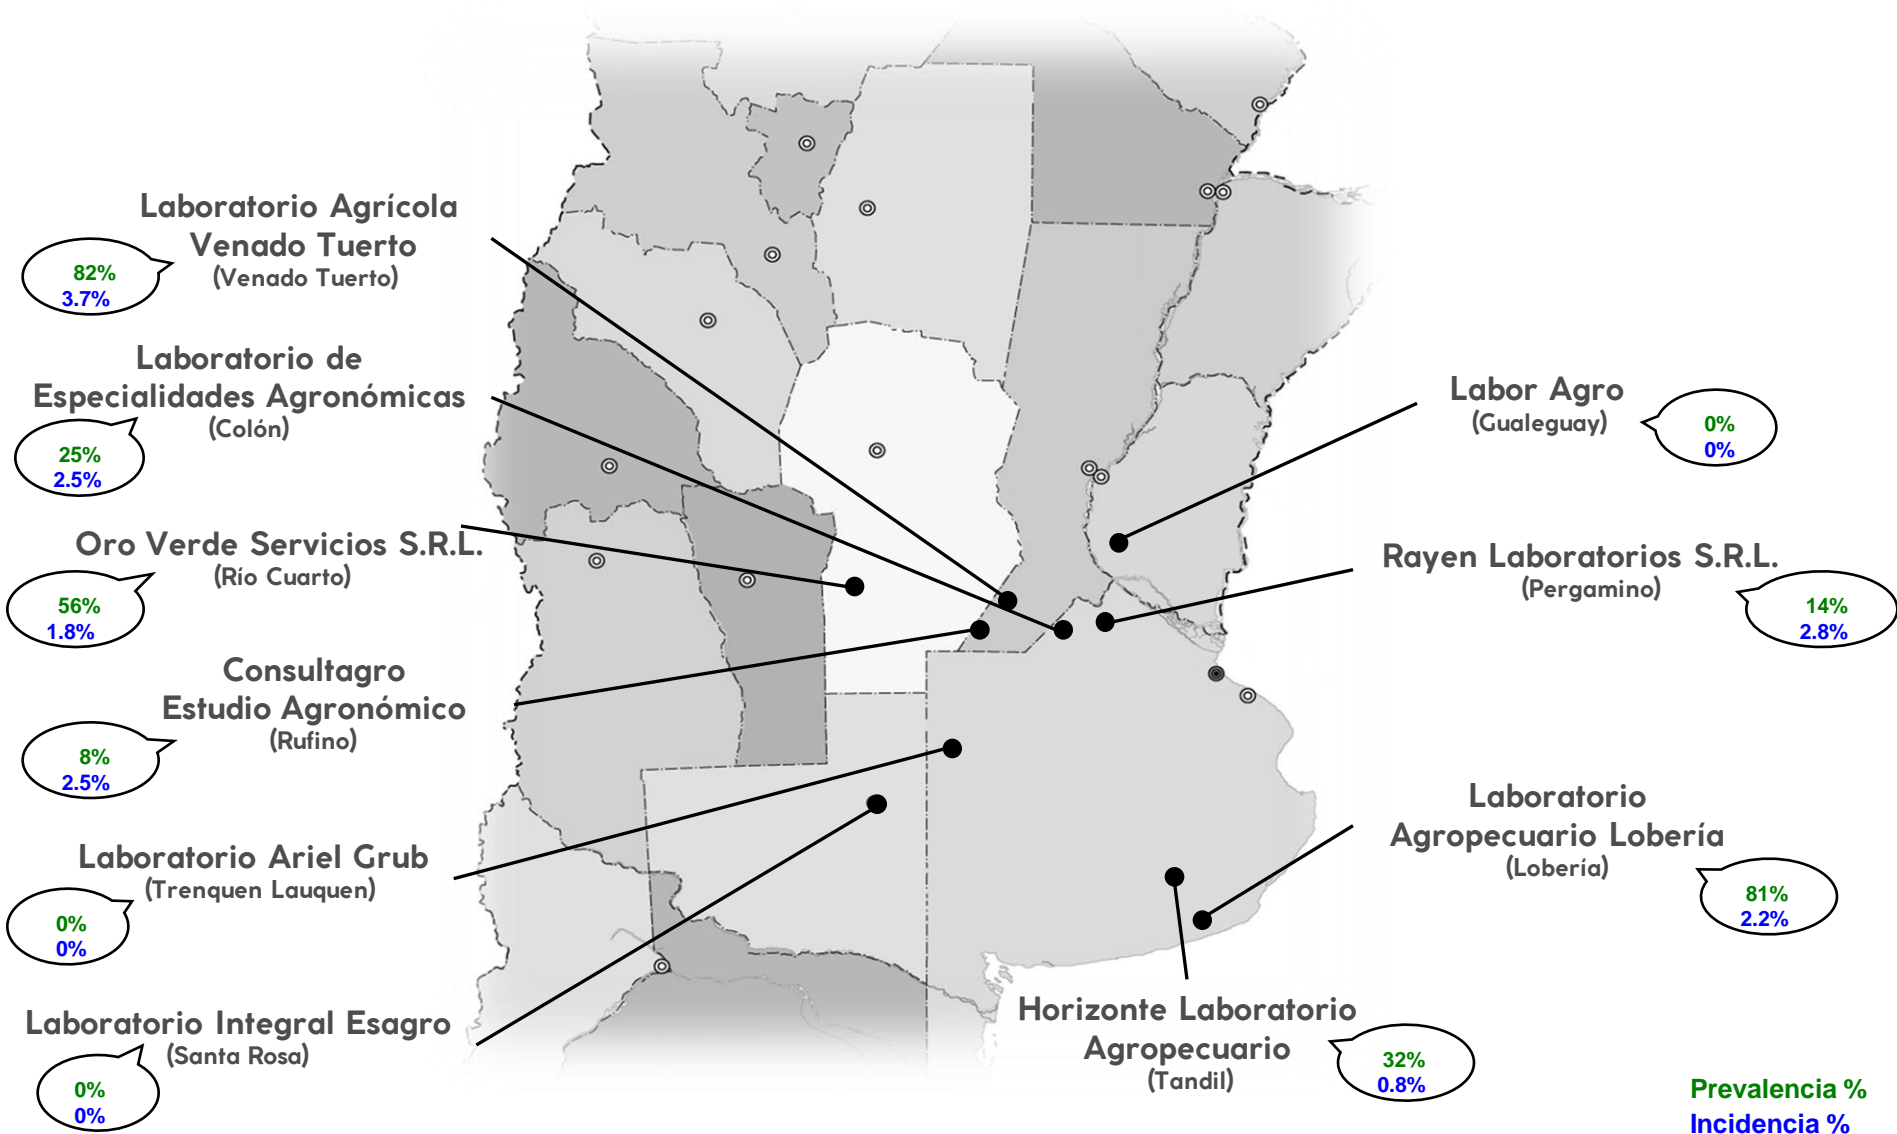 Laboratorio Agrícola
Venado Tuerto
(Venado Tuerto)
82%
3.7%
Laboratorio de
Especialidades Agronómicas
(Colón)
25%
2.5%
Oro Verde Servicios S.R.L.
(Río Cuarto)
56%
1.8%
Consultagro
Estudio Agronómico
(Rufino)
8%
2.5%
Laboratorio Ariel Grub
(Trenquen Lauquen)
0%
0%
Laboratorio Integral Esagro
(Santa Rosa)
0%
0%
Labor Agro
(Gualeguay)
0%
0%
Rayen Laboratorios S.R.L.
(Pergamino)
14%
2.8%
Laboratorio
Agropecuario Lobería
(Lobería)
81%
2.2%
Horizonte Laboratorio
Agropecuario
(Tandil)
32%
0.8%
Prevalencia %
Incidencia %